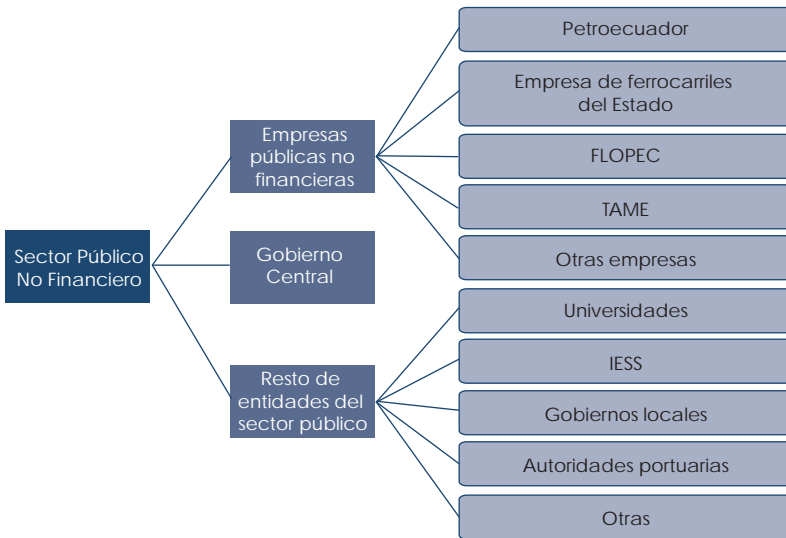 Sector Público
No Financiero
Empresas
públicas no
financieras
Gobierno
Central
Resto de
entidades del
sector público
Petroecuador
Empresa de ferrocarriles
del Estado
FLOPEC
TAME
Otras empresas
Universidades
IESS
Gobiernos locales
Autoridades portuarias
Otras